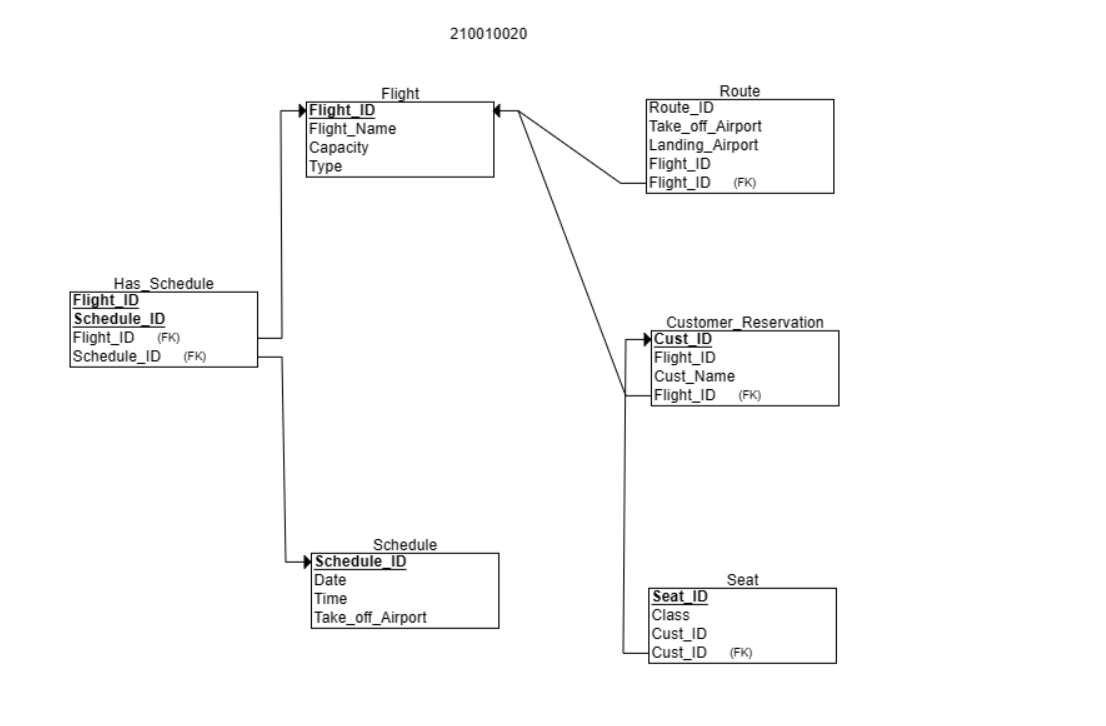 210010020
Flight
Flight_ID
Flight_Name
Capacity
Type
Route
Route_ID
Take_off_Airport
Landing_Airport
Flight_ID
Flight_ID (FK)
Has_Schedule
Flight_ID
Schedule_ID
Flight_ID (FK)
Schedule_ID (FK)
Customer_Reservation
Cust_ID
Flight_ID
Cust_Name
Flight_ID (FK)
Schedule
Schedule_ID
Date
Time
Take_off_Airport
Seat
Seat_ID
Class
Cust_ID
Cust_ID (FK)